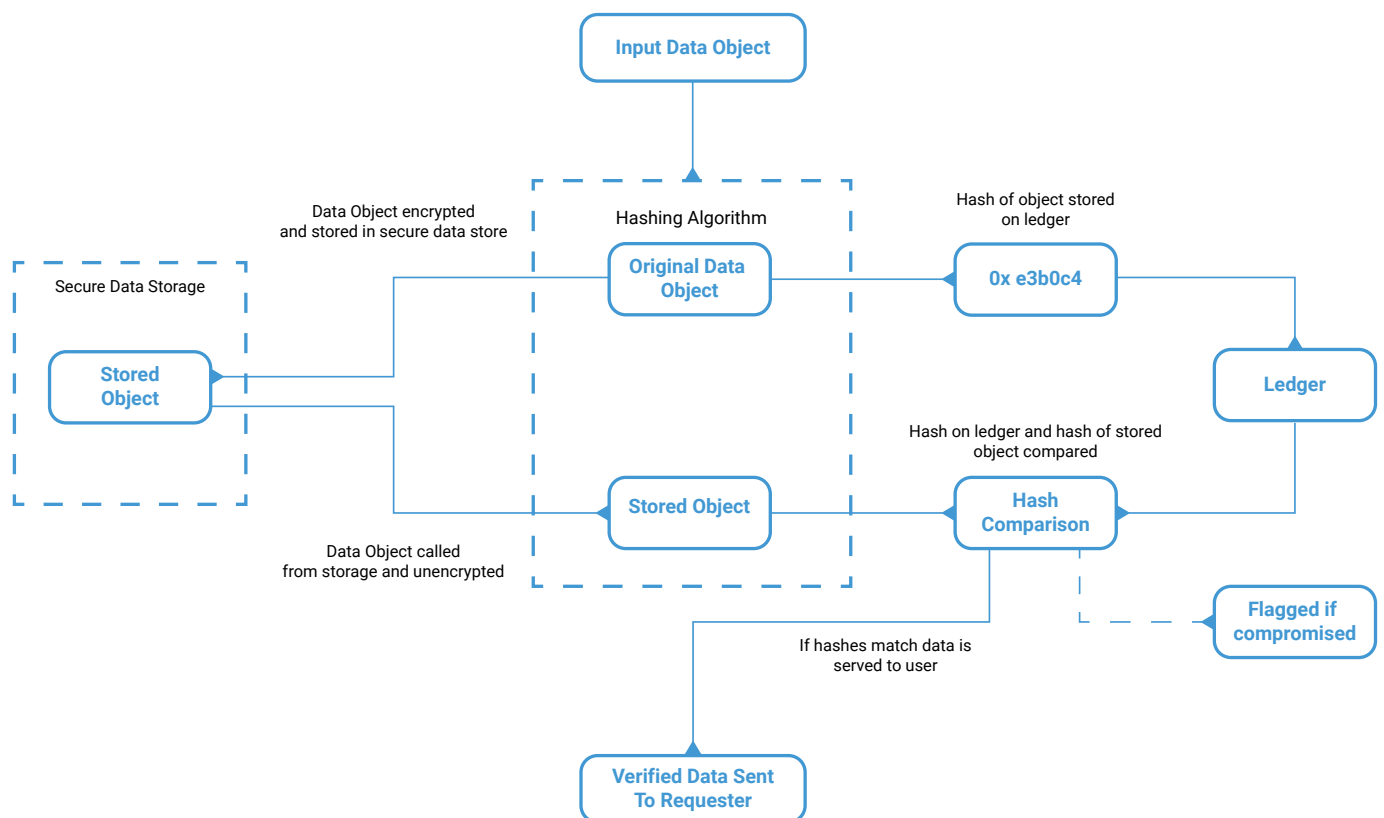 Input Data Object
Data Object encrypted
and stored in secure data store
Hashing Algorithm
Hash of object stored
on ledger
Original Data
Object
0x e3b0c4
Secure Data Storage
Stored
Object
Ledger
Hash on ledger and hash of stored
object compared
Stored Object
Hash
Comparison
Data Object called
from storage and unencrypted
Flagged if
compromised
If hashes match data is
served to user
Verified Data Sent
To Requester